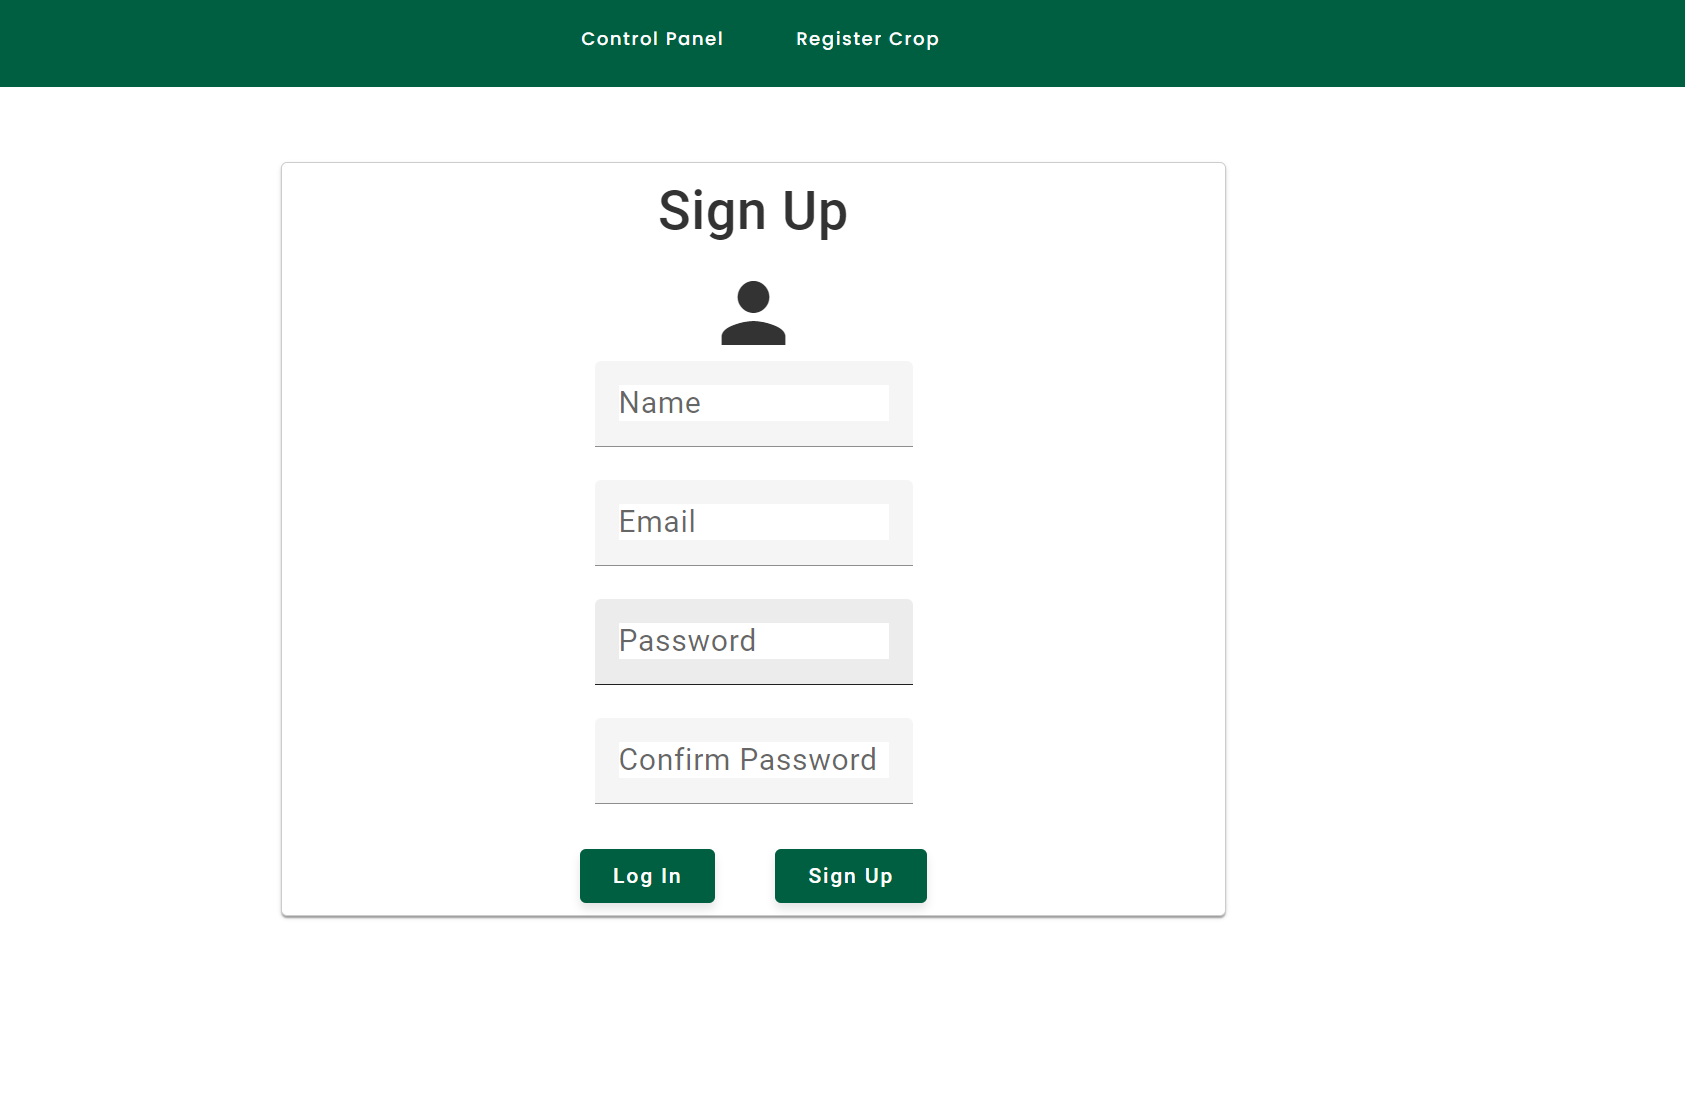 Control Panel Register Crop
Sign Up
Name
Email
Password
Confirm Password
Log In Sign Up